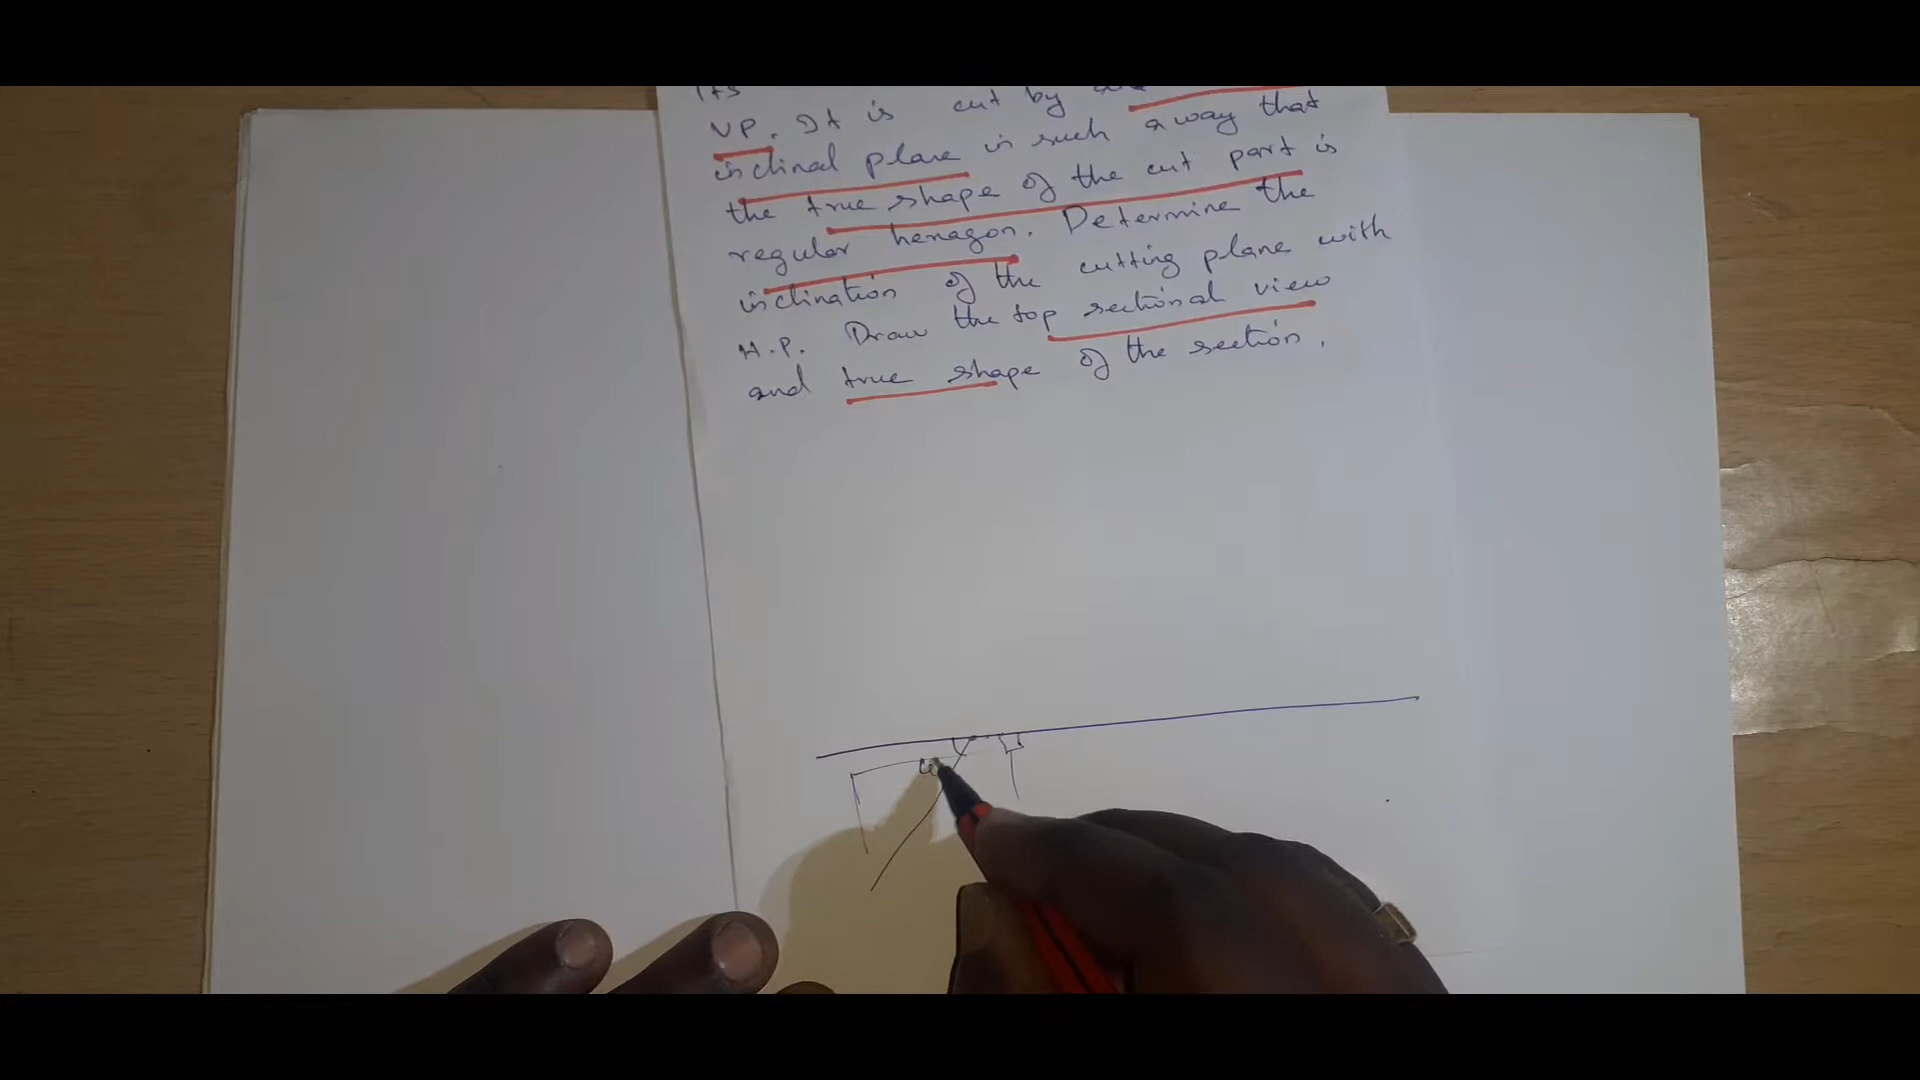 Its
VP. It is cut by
inclinal plane in such a way that
the true shape of the cut part is
regular hexagon. Determine the
inclination of the cutting plane with
H.P. Draw the top sectional view
and true shape of the section.